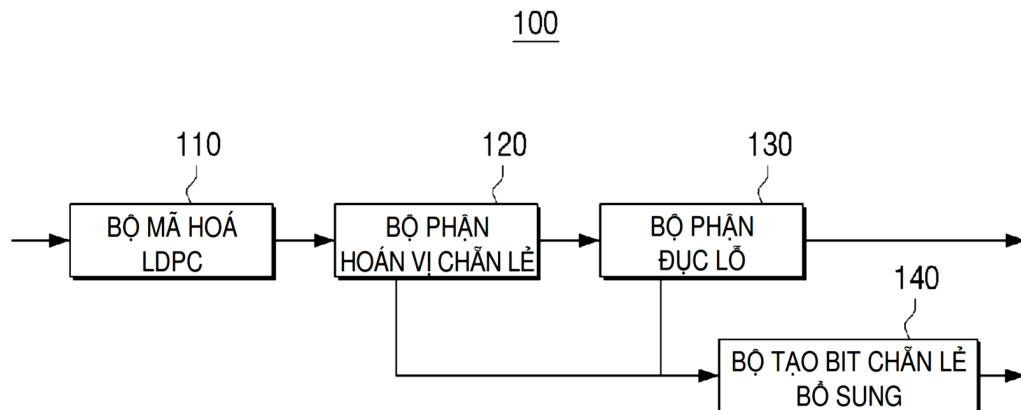 100
110
120
130
BỘ MÃ HOÁ
LDPC
BỘ PHẬN
HOÁN VỊ CHẴN LẺ
BỘ PHẬN
ĐỤC LỖ
140
BỘ TẠO BIT CHẴN LẺ
BỔ SUNG